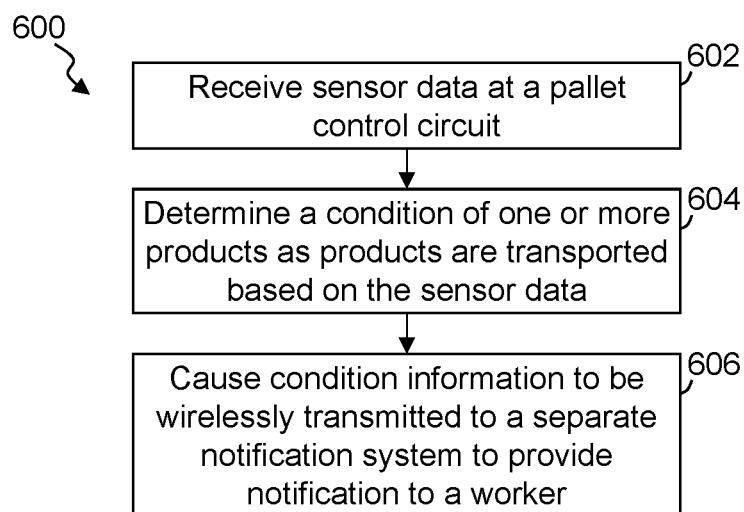 600
602
Receive sensor data at a pallet
control circuit
604
Determine a condition of one or more
products as products are transported
based on the sensor data
606
Cause condition information to be
wirelessly transmitted to a separate
notification system to provide
notification to a worker